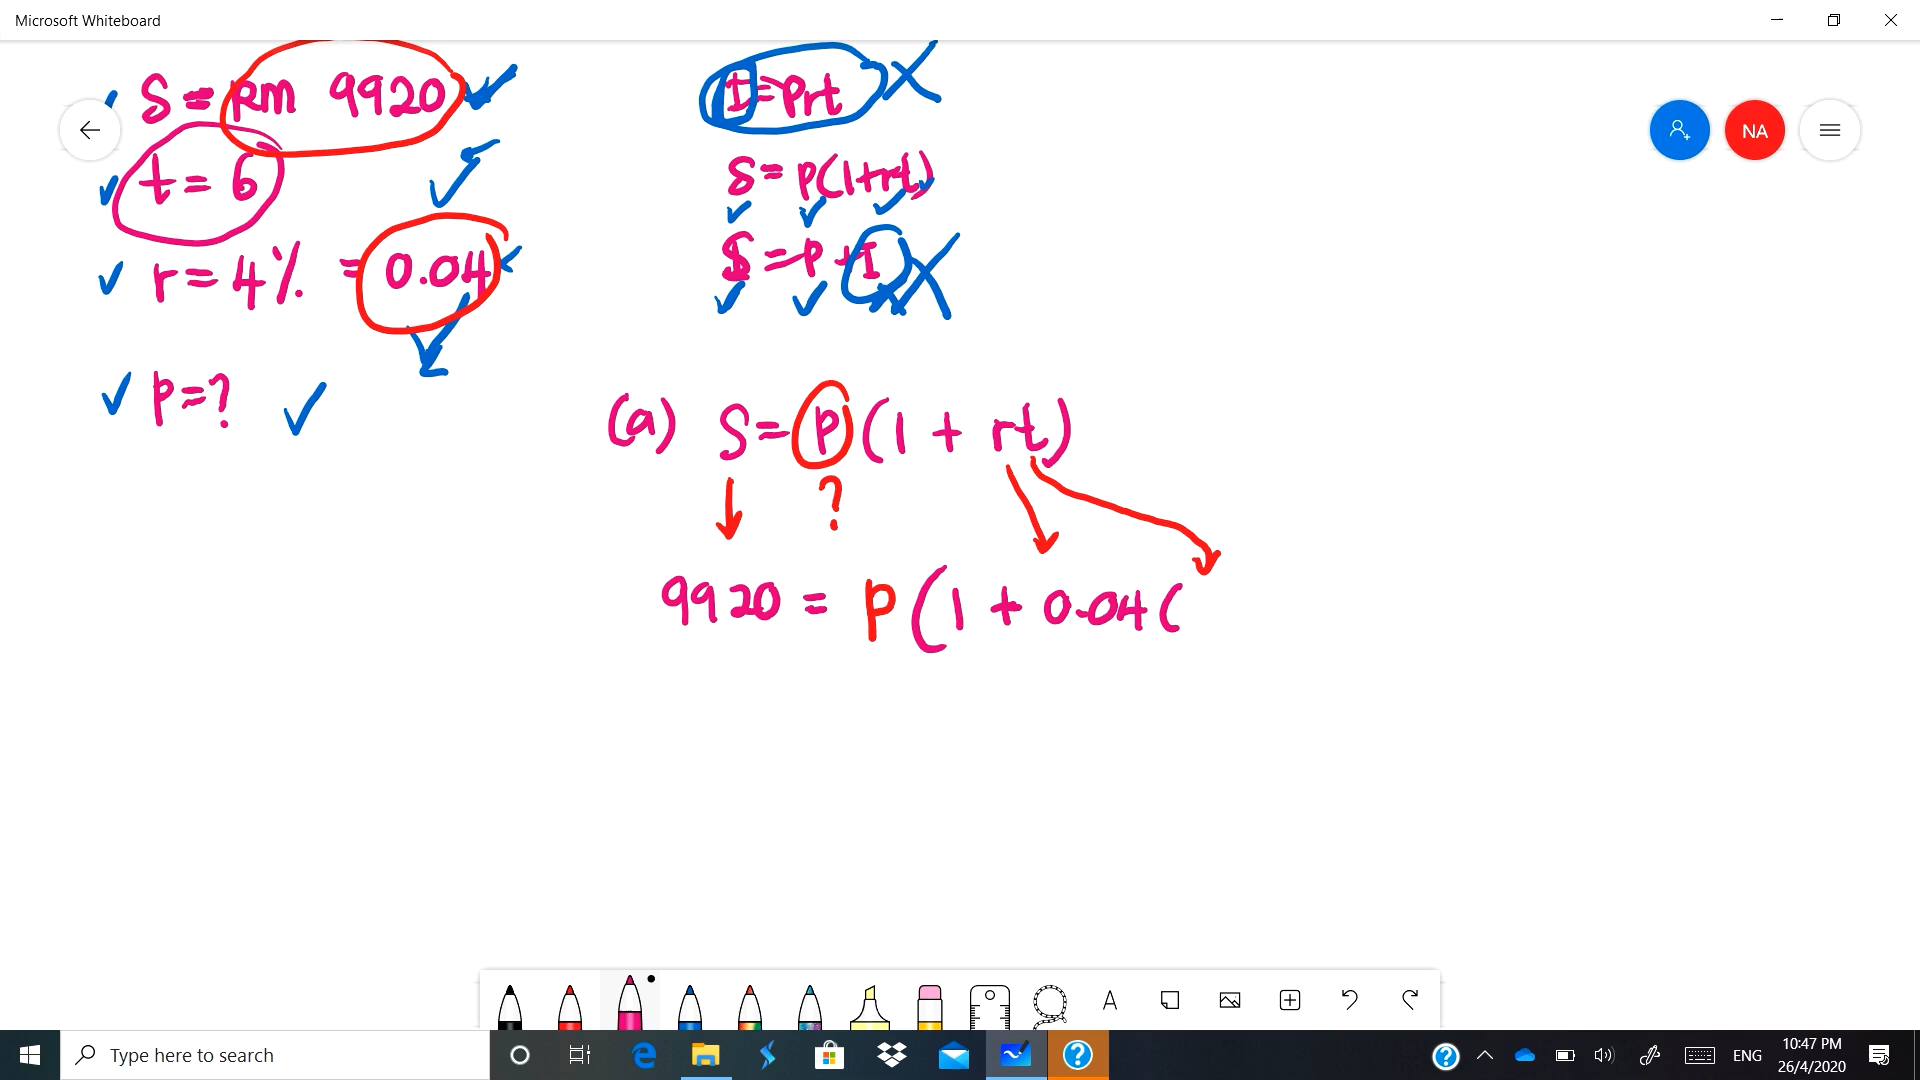 Microsoft Whiteboard
S = Rm 9920
t = 6
r = 4% = 0.04
P = ?
I = Prt
S = P(1+rt)
S = P + I
NA
(a) S = P (1 + rt)
?
9920 = P (1 + 0.04 (
A
Type here to search
ENG
10:47 PM
26/4/2020